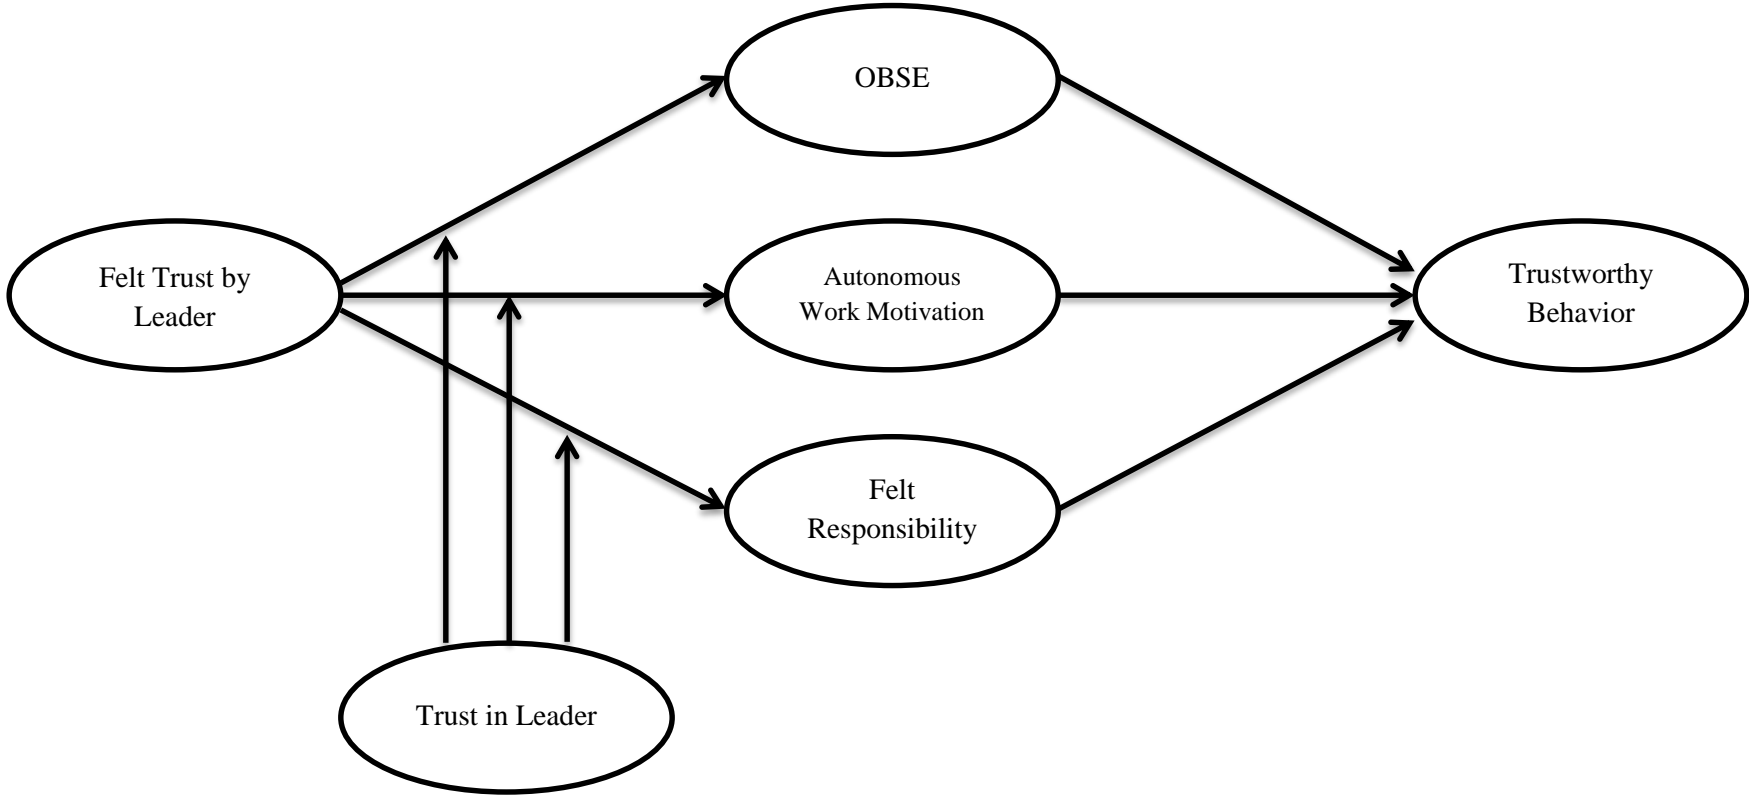 OBSE
Felt Trust by
Leader
Autonomous
Work Motivation
Trustworthy
Behavior
Felt
Responsibility
Trust in Leader